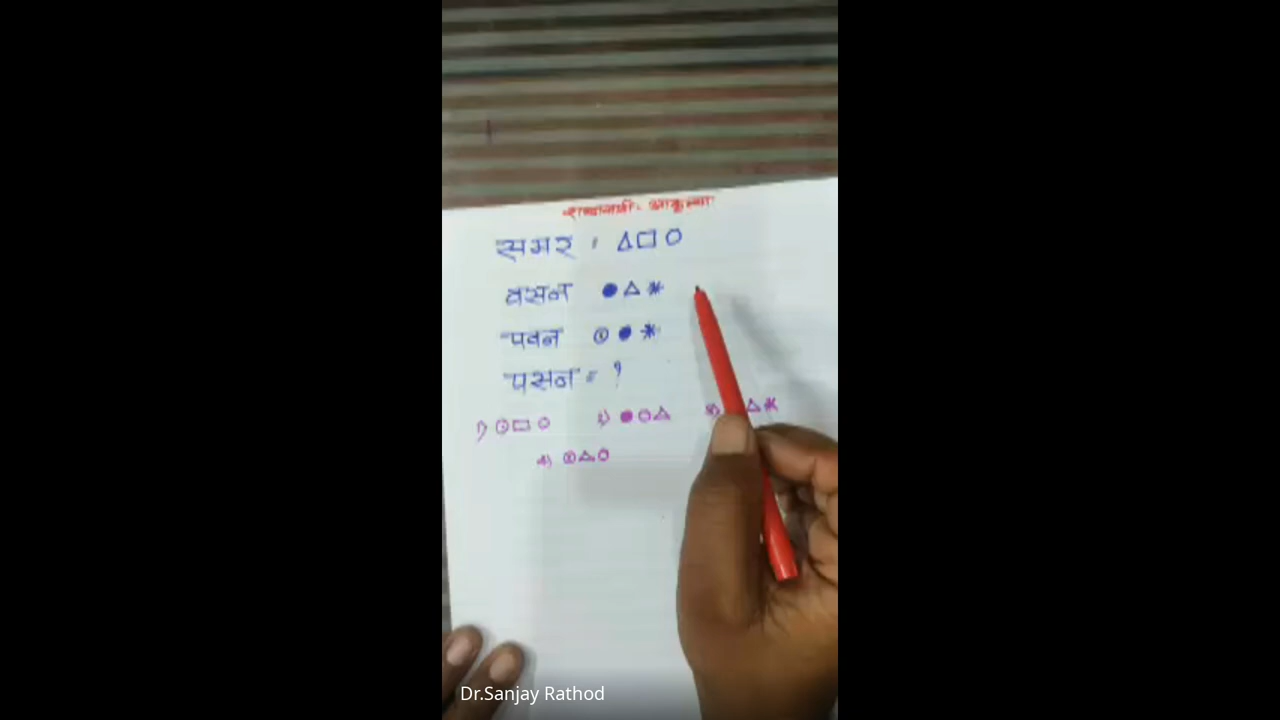 समर : △□○
वसन ●△*
पवन ⊙●*
पसन = ?
1) ⊙□○ 2) ●○△ 3) △*
4) ⊙△○
Dr.Sanjay Rathod